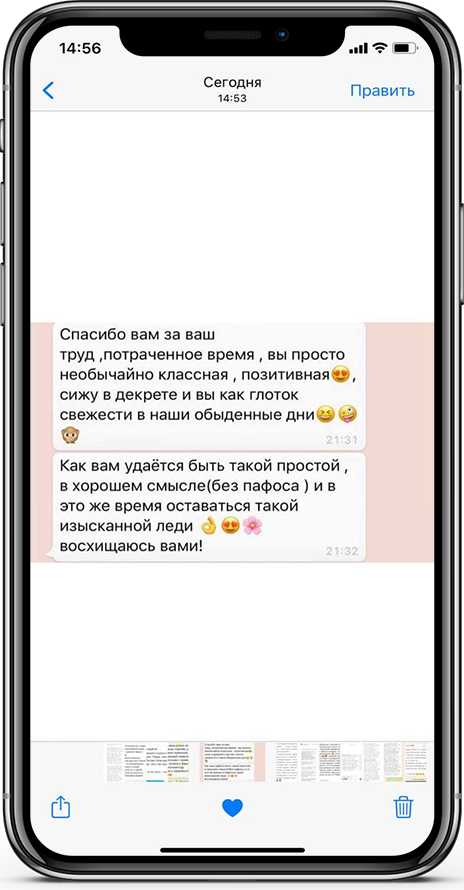 14:56
Сегодня
14:53
Править
Спасибо вам за ваш
труд ,потраченное время , вы просто
необычайно классная , позитивная😍,
сижу в декрете и вы как глоток
свежести в наши обыденные дни😆🤪
🙊
21:31
Как вам удаётся быть такой простой ,
в хорошем смысле(без пафоса ) и в
это же время оставаться такой
изысканной леди 👌😍🌸
восхищаюсь вами!
21:32